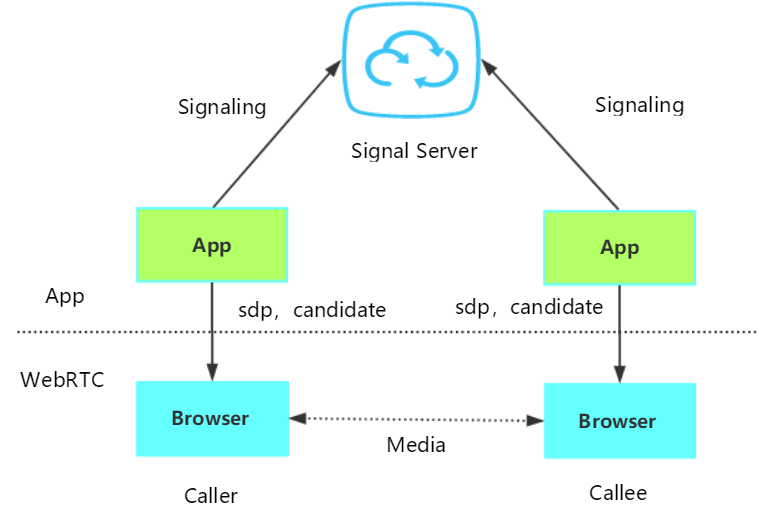 Signaling
Signaling
Signal Server
App
App
App
sdp，candidate
sdp，candidate
WebRTC
Browser
Browser
Media
Caller
Callee